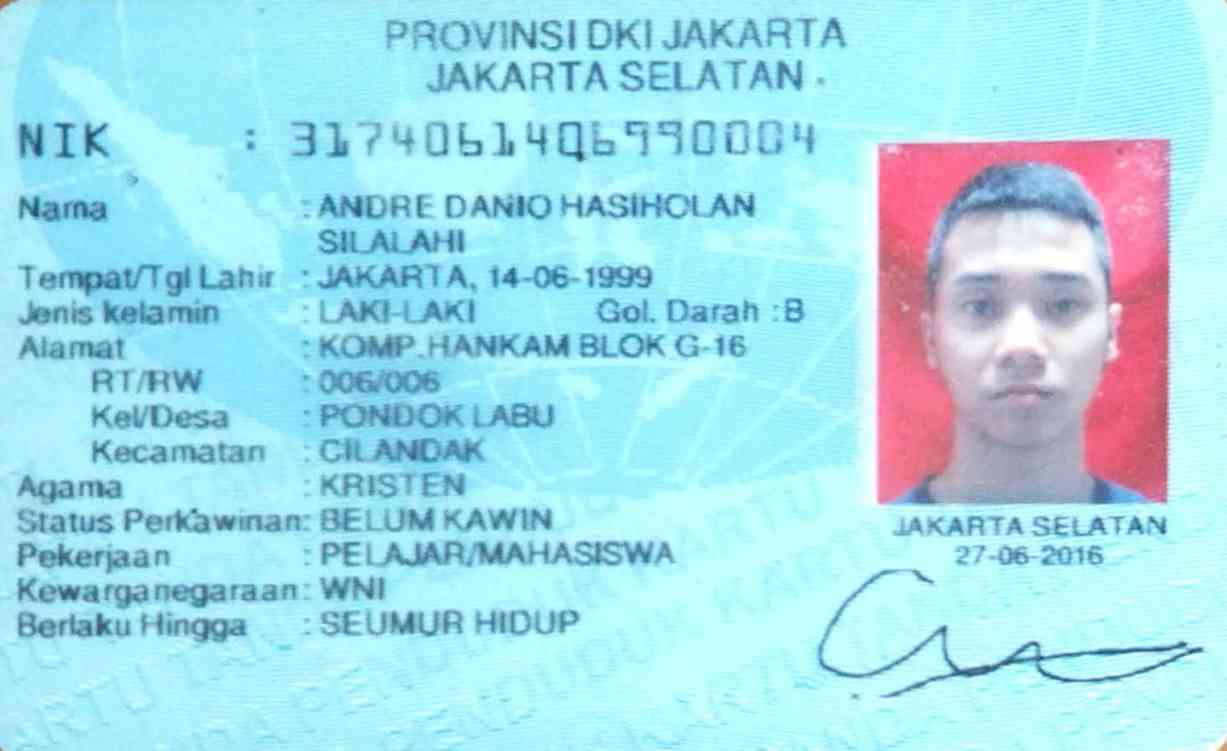 PROVINSI DKI JAKARTA
JAKARTA SELATAN
NIK : 3174061406990004
Nama : ANDRE DANIO HASIHOLAN
SILALAHI
Tempat/Tgl Lahir : JAKARTA, 14-06-1999
Jenis kelamin : LAKI-LAKI Gol. Darah : B
Alamat : KOMP.HANKAM BLOK G-16
RT/RW : 006/006
Kel/Desa : PONDOK LABU
Kecamatan : CILANDAK
Agama : KRISTEN
Status Perkawinan: BELUM KAWIN
Pekerjaan : PELAJAR/MAHASISWA
Kewarganegaraan: WNI
Berlaku Hingga : SEUMUR HIDUP
JAKARTA SELATAN
27-06-2016